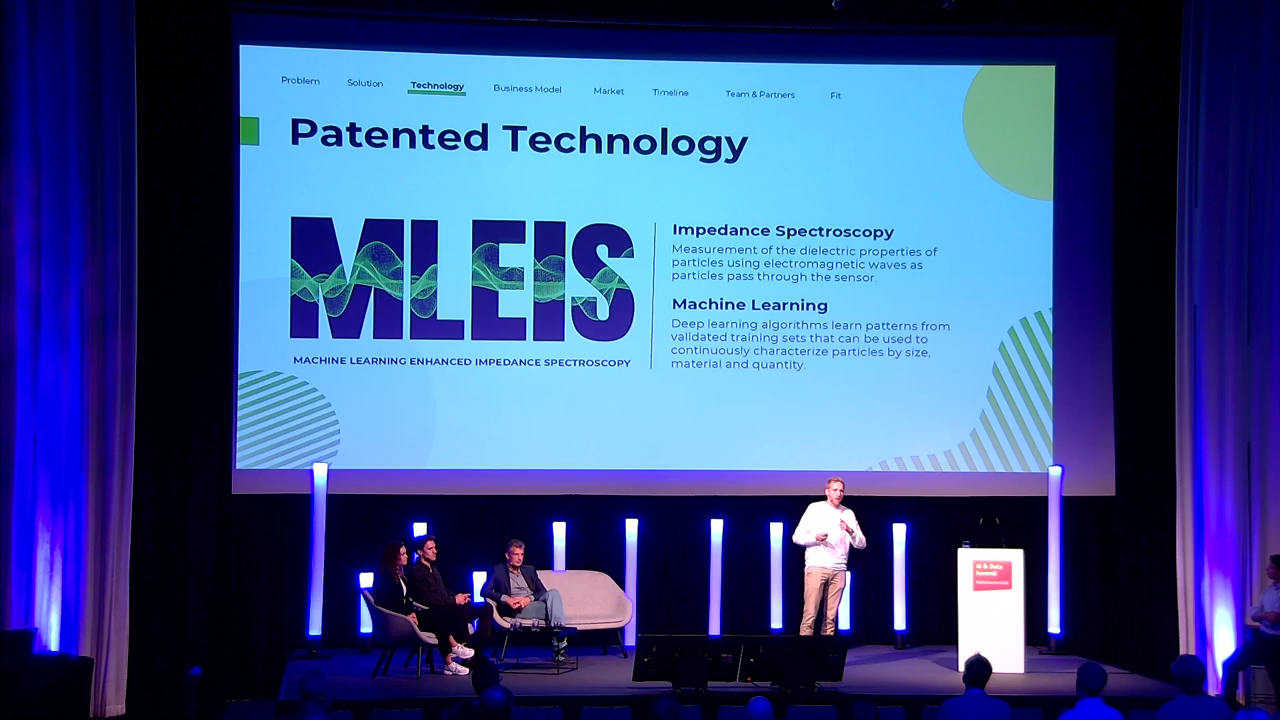 Problem Solution Technology Business Model Market Timeline Team & Partners Fit
Patented Technology
MLEIS
MACHINE LEARNING ENHANCED IMPEDANCE SPECTROSCOPY
Impedance Spectroscopy
Measurement of the dielectric properties of
particles using electromagnetic waves as
particles pass through the sensor.
Machine Learning
Deep learning algorithms learn patterns from
validated training sets that can be used to
continuously characterize particles by size,
material and quantity.
AI & Data
Summit